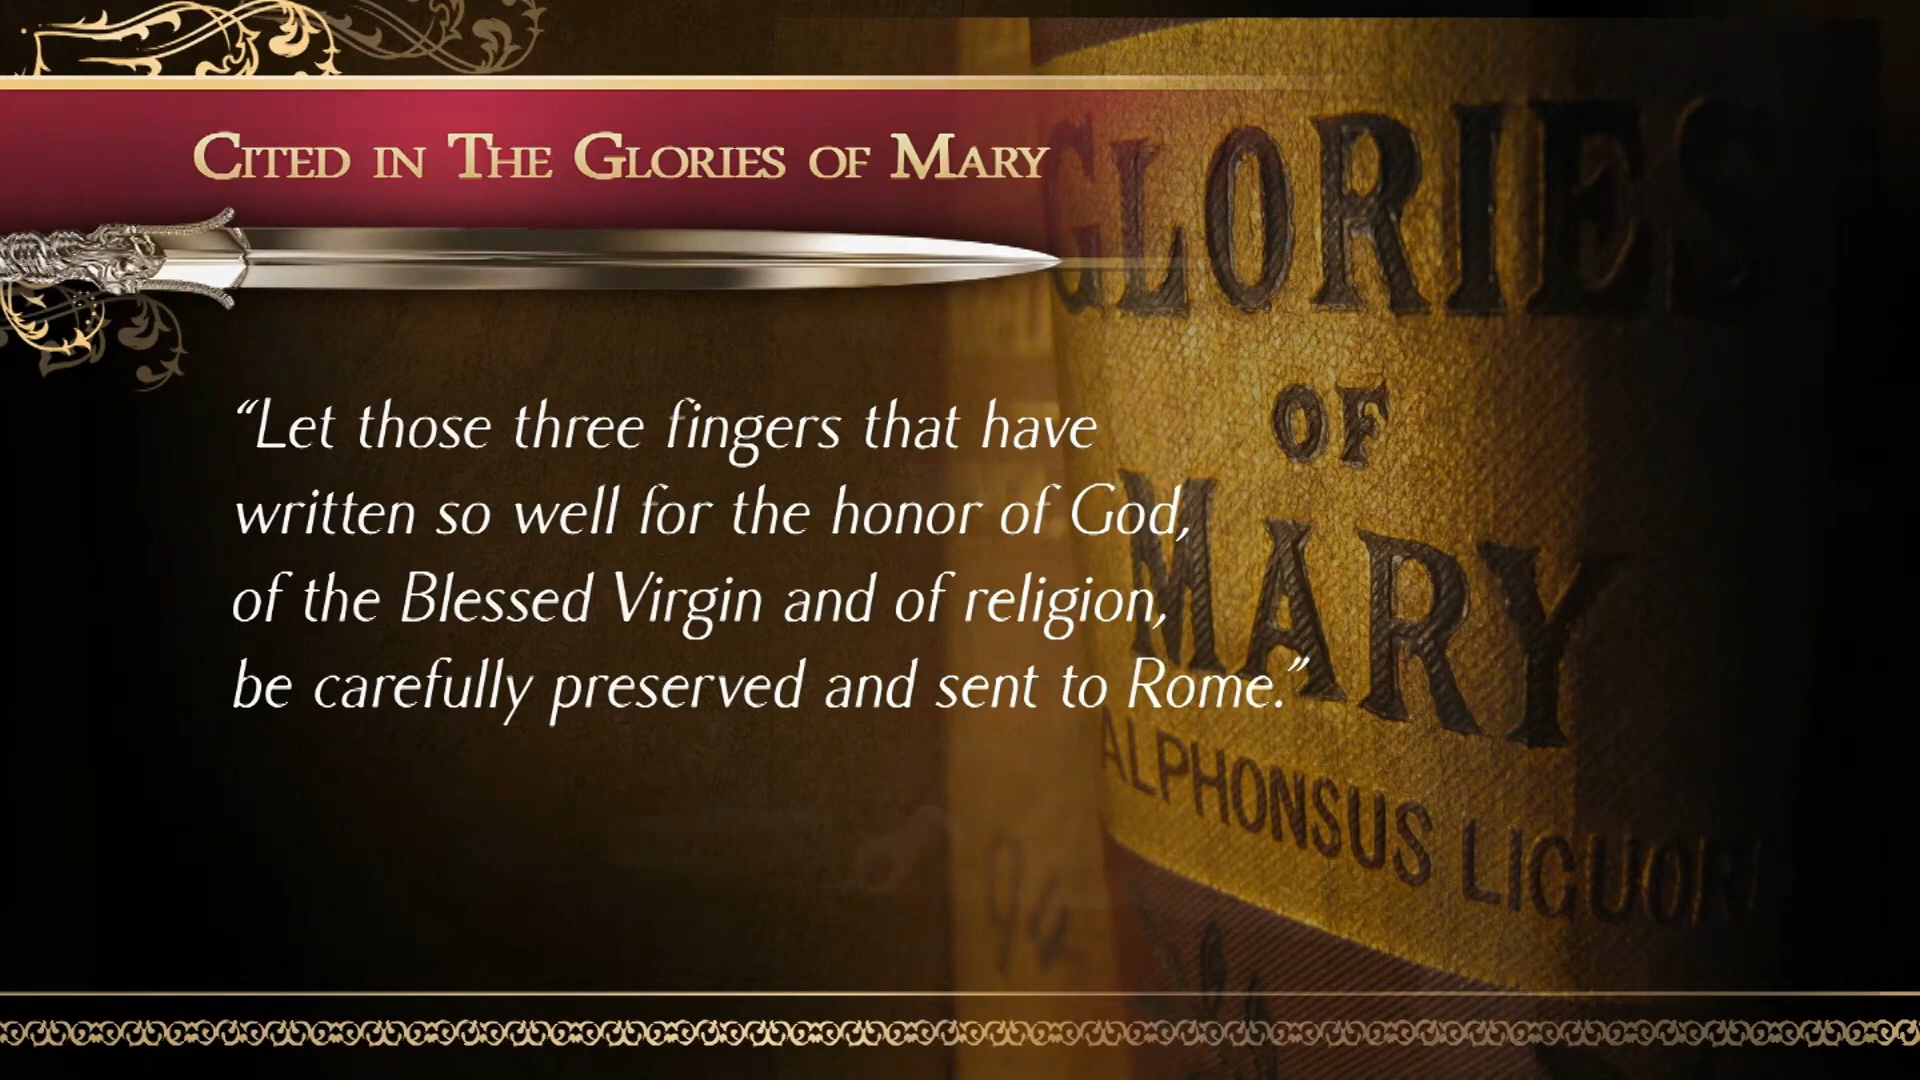 CITED IN THE GLORIES OF MARY
“Let those three fingers that have
written so well for the honor of God,
of the Blessed Virgin and of religion,
be carefully preserved and sent to Rome.”
GLORIES
OF
MARY
ALPHONSUS LIGUORI